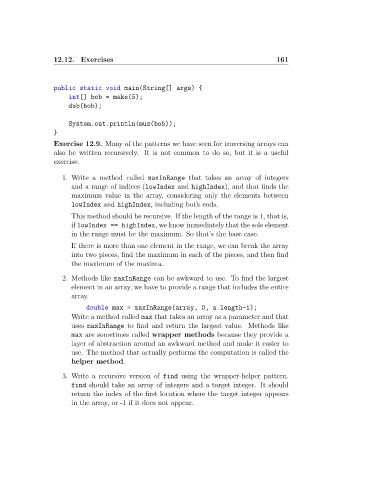 12.12. Exercises 161
public static void main(String[] args) {
int[] bob = make(5);
dub(bob);
System.out.println(mus(bob));
}
Exercise 12.9. Many of the patterns we have seen for traversing arrays can
also be written recursively. It is not common to do so, but it is a useful
exercise.
1. Write a method called maxInRange that takes an array of integers
and a range of indices (lowIndex and highIndex), and that finds the
maximum value in the array, considering only the elements between
lowIndex and highIndex, including both ends.
This method should be recursive. If the length of the range is 1, that is,
if lowIndex == highIndex, we know immediately that the sole element
in the range must be the maximum. So that's the base case.
If there is more than one element in the range, we can break the array
into two pieces, find the maximum in each of the pieces, and then find
the maximum of the maxima.
2. Methods like maxInRange can be awkward to use. To find the largest
element in an array, we have to provide a range that includes the entire
array.
double max = maxInRange(array, 0, a.length-1);
Write a method called max that takes an array as a parameter and that
uses maxInRange to find and return the largest value. Methods like
max are sometimes called wrapper methods because they provide a
layer of abstraction around an awkward method and make it easier to
use. The method that actually performs the computation is called the
helper method.
3. Write a recursive version of find using the wrapper-helper pattern.
find should take an array of integers and a target integer. It should
return the index of the first location where the target integer appears
in the array, or -1 if it does not appear.